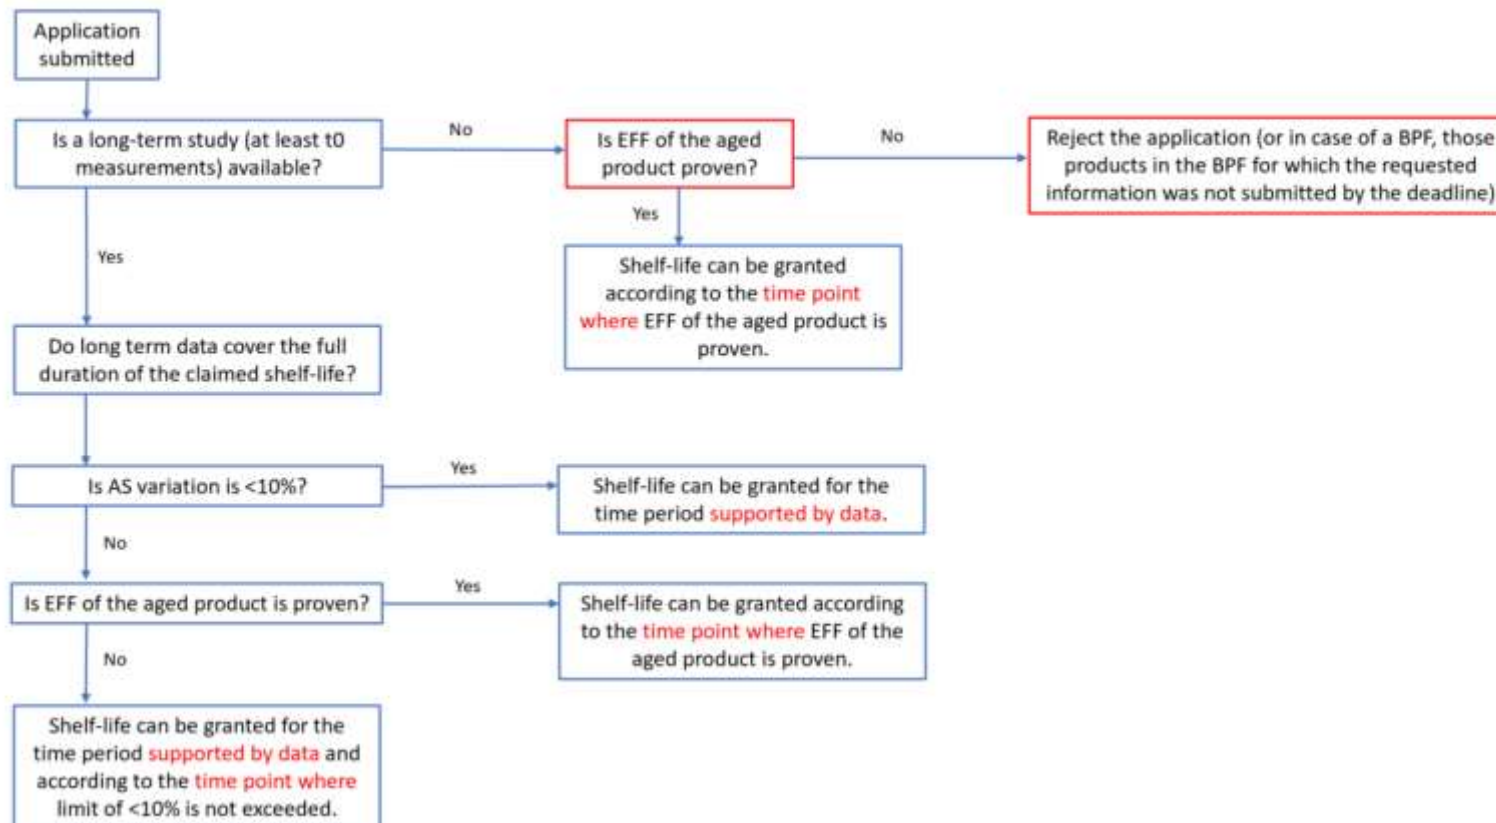 Application
submitted
Is a long-term study (at least t0
measurements) available?
No
Is EFF of the aged
product proven?
No
Reject the application (or in case of a BPF, those
products in the BPF for which the requested
information was not submitted by the deadline)
Yes
Yes
Shelf-life can be granted
according to the time point
where EFF of the aged product is
proven.
Do long term data cover the full
duration of the claimed shelf-life?
Is AS variation is <10%?
Yes
Shelf-life can be granted for the
time period supported by data.
No
Is EFF of the aged product is proven?
Yes
Shelf-life can be granted according
to the time point where EFF of the
aged product is proven.
No
Shelf-life can be granted for the
time period supported by data and
according to the time point where
limit of <10% is not exceeded.